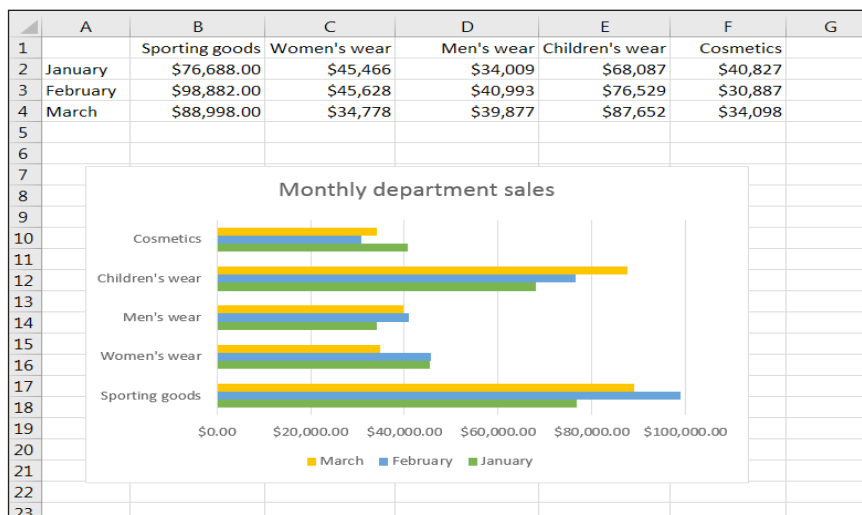 A B C D E F G
1 Sporting goods Women's wear Men's wear Children's wear Cosmetics
2 January $76,688.00 $45,466 $34,009 $68,087 $40,827
3 February $98,882.00 $45,628 $40,993 $76,529 $30,887
4 March $88,998.00 $34,778 $39,877 $87,652 $34,098
5
6
7
8
9
10
11
12
13
14
15
16
17
18
19
20
21
22
23
Monthly department sales
Cosmetics
Children's wear
Men's wear
Women's wear
Sporting goods
$0.00 $20,000.00 $40,000.00 $60,000.00 $80,000.00 $100,000.00
March February January